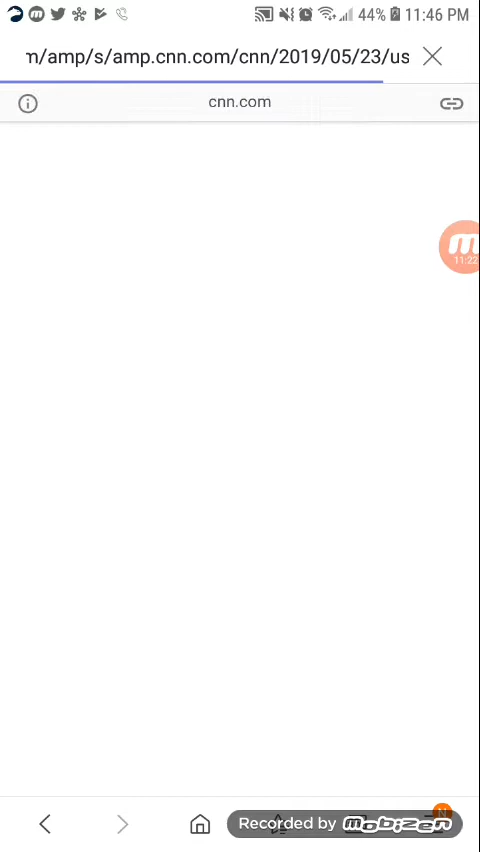 44% 11:46 PM
m/amp/s/amp.cnn.com/cnn/2019/05/23/us
cnn.com
m
11:22
N
Recorded by mobizen